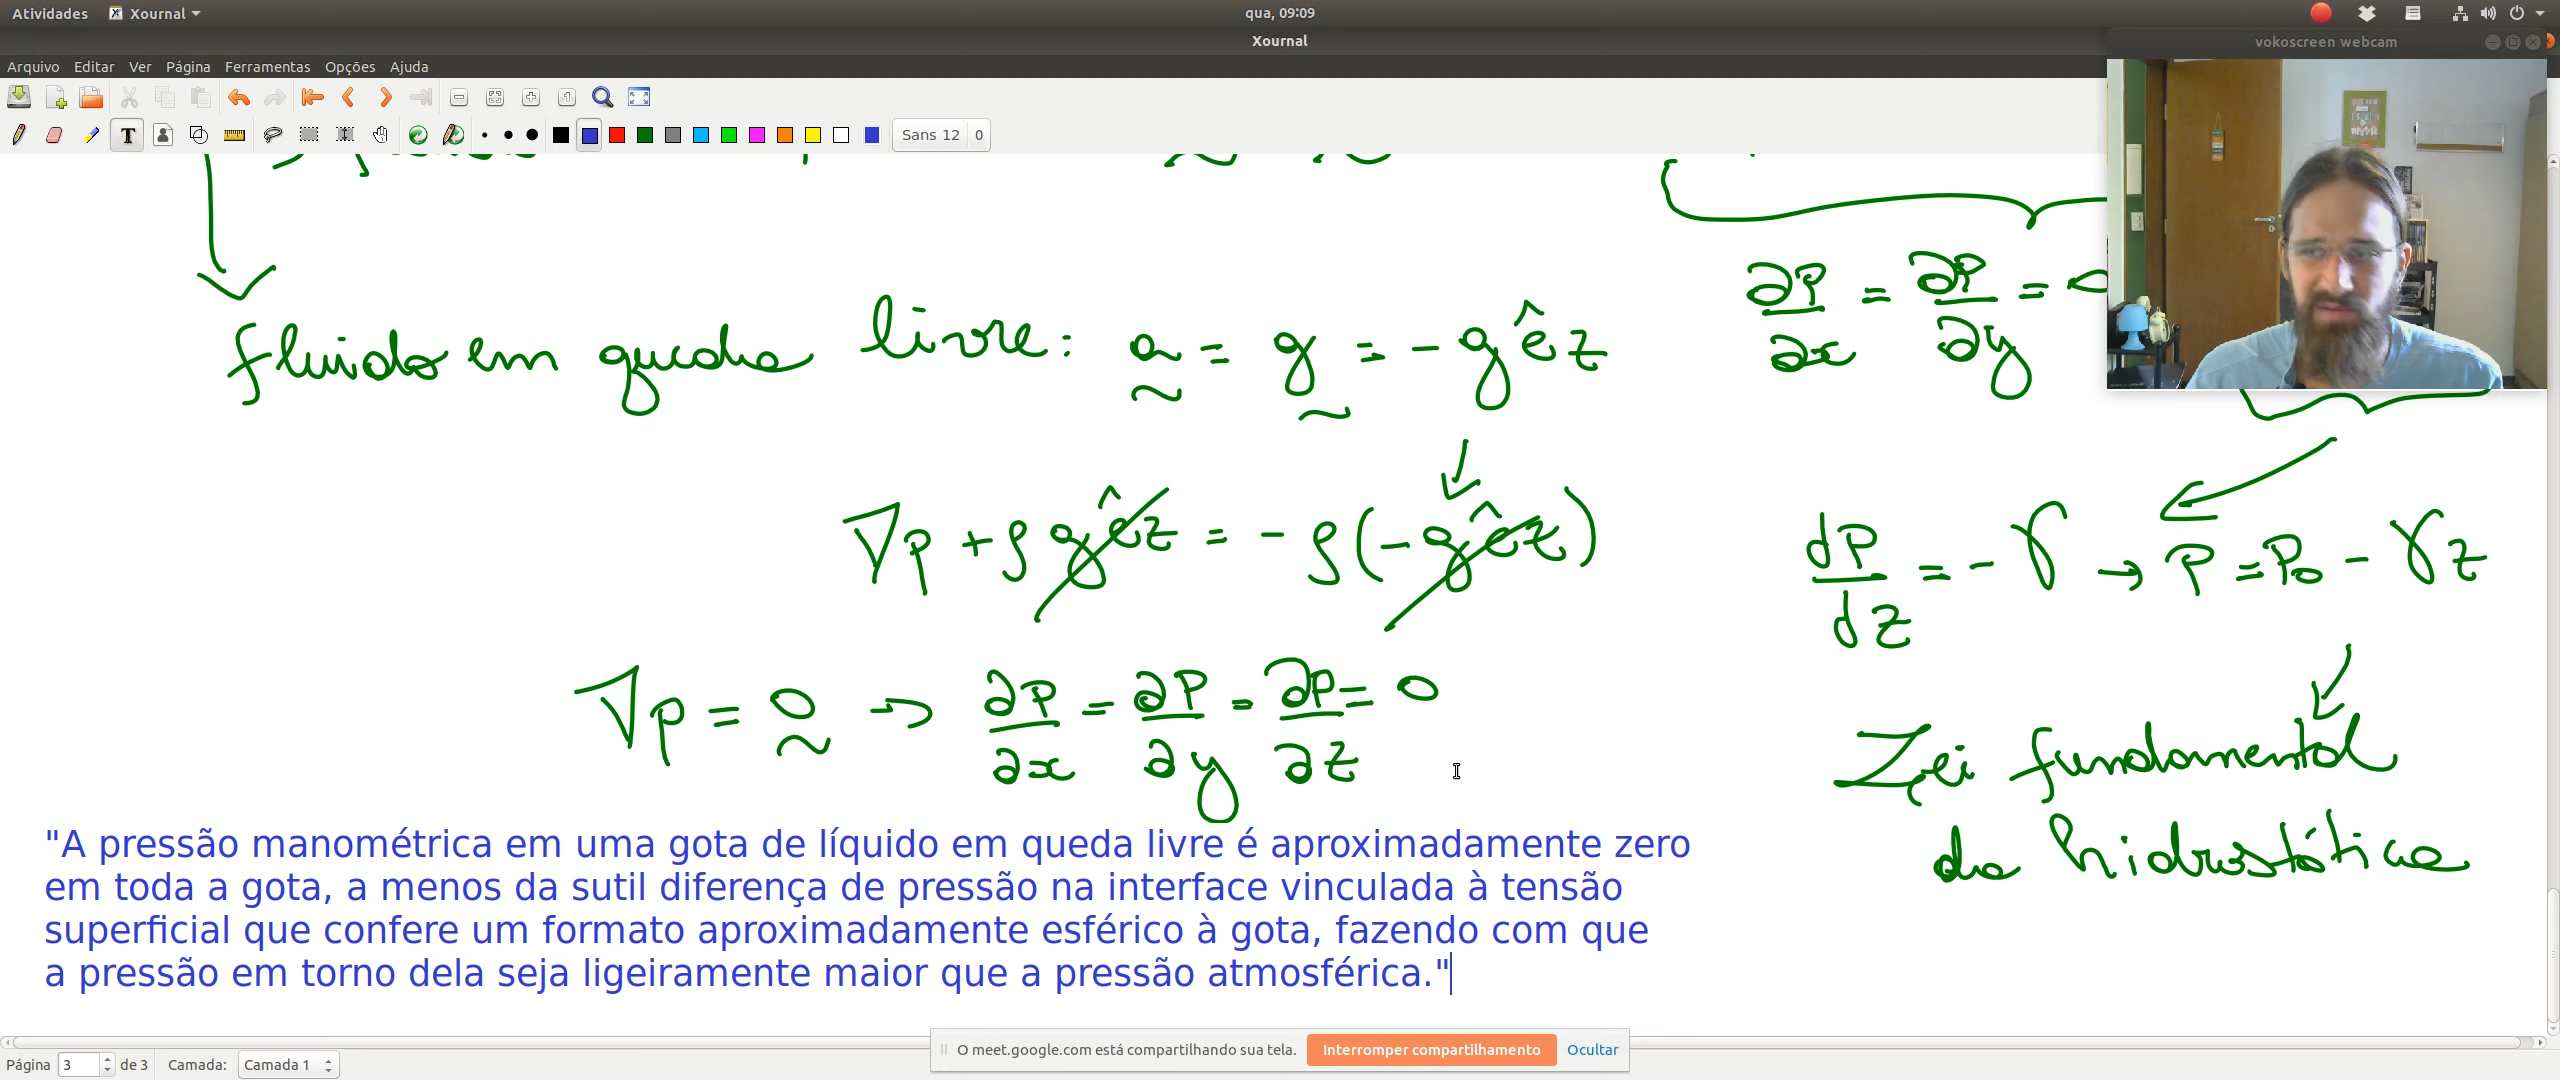 Atividades Xournal qua, 09:09
Xournal
vokoscreen webcam
Arquivo Editar Ver Página Ferramentas Opções Ajuda
T Sans 12 0
∂P/∂x = ∂P/∂y =
fluido em queda livre: a = g = - g êz
∇p + ρ g êz = - ρ(- g êz)
dP/dz = - γ → P = P₀ - γz
∇p = 0 → ∂P/∂x = ∂P/∂y = ∂P/∂z = 0
Lei fundamental
da hidrostática
"A pressão manométrica em uma gota de líquido em queda livre é aproximadamente zero
em toda a gota, a menos da sutil diferença de pressão na interface vinculada à tensão
superficial que confere um formato aproximadamente esférico à gota, fazendo com que
a pressão em torno dela seja ligeiramente maior que a pressão atmosférica."
O meet.google.com está compartilhando sua tela. Interromper compartilhamento Ocultar
Página 3 de 3 Camada: Camada 1